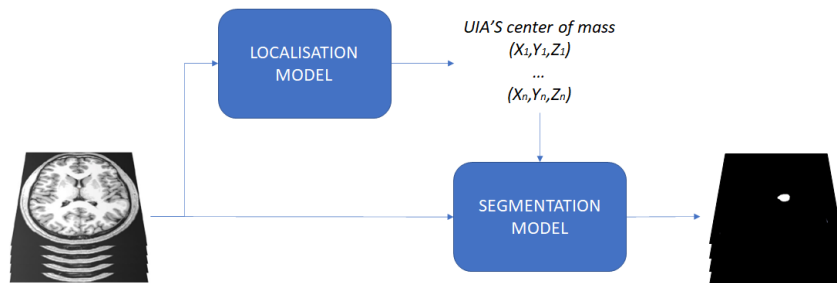 LOCALISATION
MODEL
UIA'S center of mass
(X₁,Y₁,Z₁)
...
(Xₙ,Yₙ,Zₙ)
SEGMENTATION
MODEL